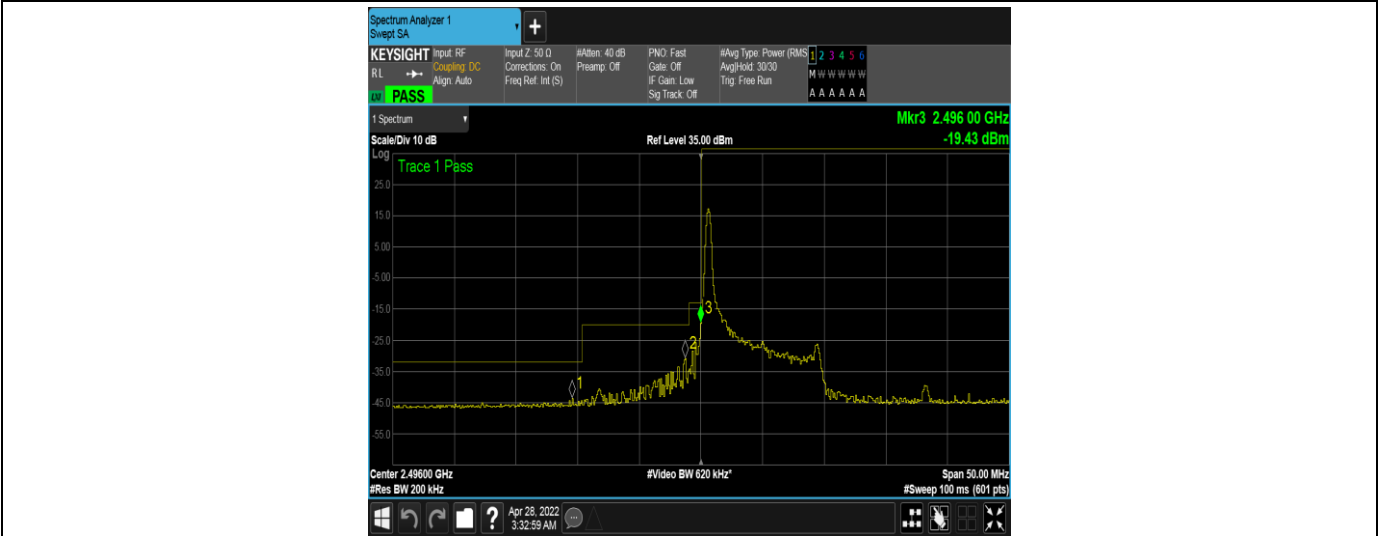 Spectrum Analyzer 1
Swept SA
+
KEYSIGHT
RL
PASS
Input: RF
Coupling: DC
Align: Auto
Input Z: 50 Ω
Corrections: On
Freq Ref: Int (S)
#Atten: 40 dB
Preamp: Off
PNO: Fast
Gate: Off
IF Gain: Low
Sig Track: Off
#Avg Type: Power (RMS
Avg|Hold: 30/30
Trig: Free Run
1 2 3 4 5 6
M W W W W W
A A A A A A
1 Spectrum
Mkr3 2.496 00 GHz
Scale/Div 10 dB
Ref Level 35.00 dBm
-19.43 dBm
Log
Trace 1 Pass
25.0
15.0
5.00
-5.00
-15.0
3
-25.0
2
-35.0
1
-45.0
-55.0
Center 2.49600 GHz
#Video BW 620 kHz*
Span 50.00 MHz
#Res BW 200 kHz
#Sweep 100 ms (601 pts)
?
Apr 28, 2022
3:32:59 AM